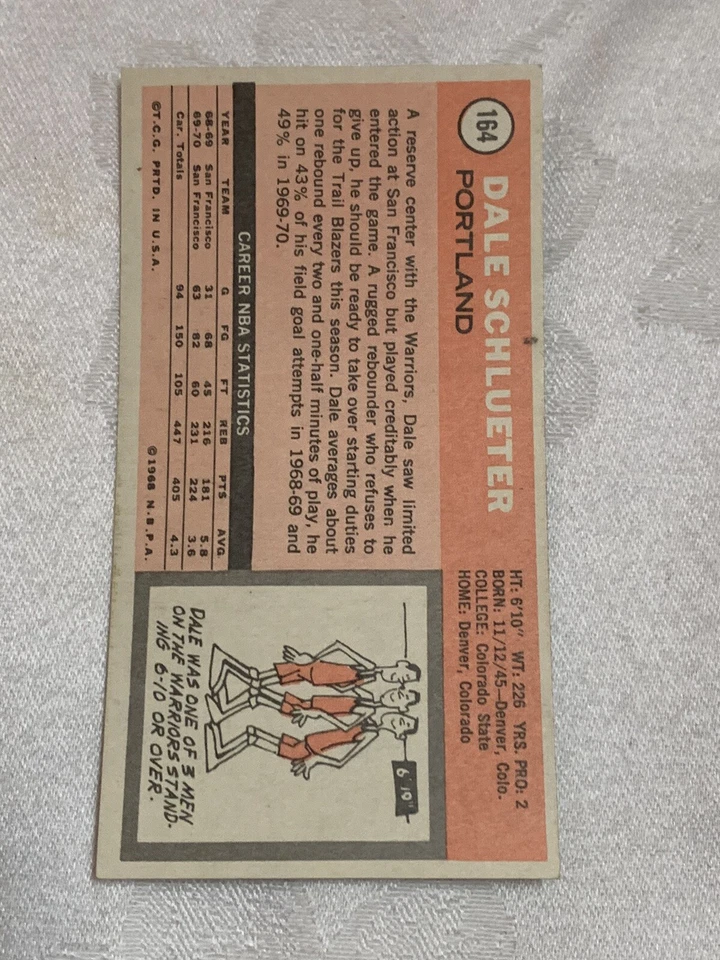 164
DALE SCHLUETER
PORTLAND
HT: 6'10" WT: 226 YRS. PRO: 2
BORN: 11/12/45—Denver, Colo.
COLLEGE: Colorado State
HOME: Denver, Colorado
A reserve center with the Warriors, Dale saw limited
action at San Francisco but played creditably when he
entered the game. A rugged rebounder who refuses to
give up, he should be ready to take over starting duties
for the Trail Blazers this season. Dale averages about
one rebound every two and one-half minutes of play, he
hit on 43% of his field goal attempts in 1968-69 and
49% in 1969-70.
CAREER NBA STATISTICS
YEAR TEAM G FG FT REB PTS AVG
68-69 San Francisco 31 68 45 216 181 5.8
69-70 San Francisco 63 82 60 231 224 3.6
Car. Totals 94 150 105 447 405 4.3
©T.C.G. PRTD. IN U.S.A. ©1968 N.B.P.A.
6'10"
DALE WAS ONE OF 3 MEN
ON THE WARRIORS STAND-
ING 6-10 OR OVER.